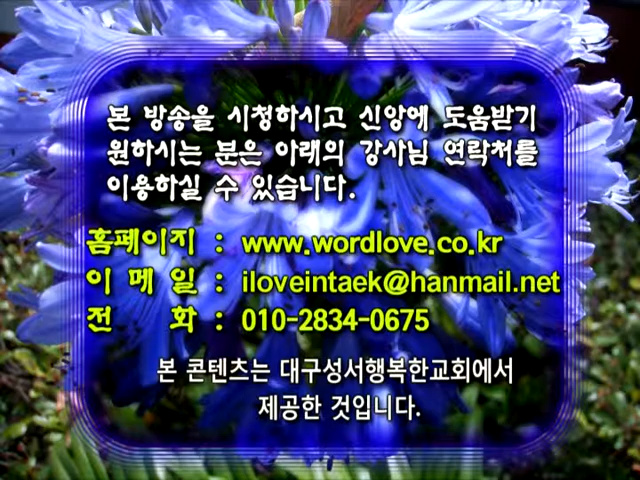 본 방송을 시청하시고 신앙에 도움받기
원하시는 분은 아래의 강사님 연락처를
이용하실 수 있습니다.
홈페이지 : www.wordlove.co.kr
이 메 일 : iloveintaek@hanmail.net
전 화 : 010-2834-0675
본 콘텐츠는 대구성서행복한교회에서
제공한 것입니다.